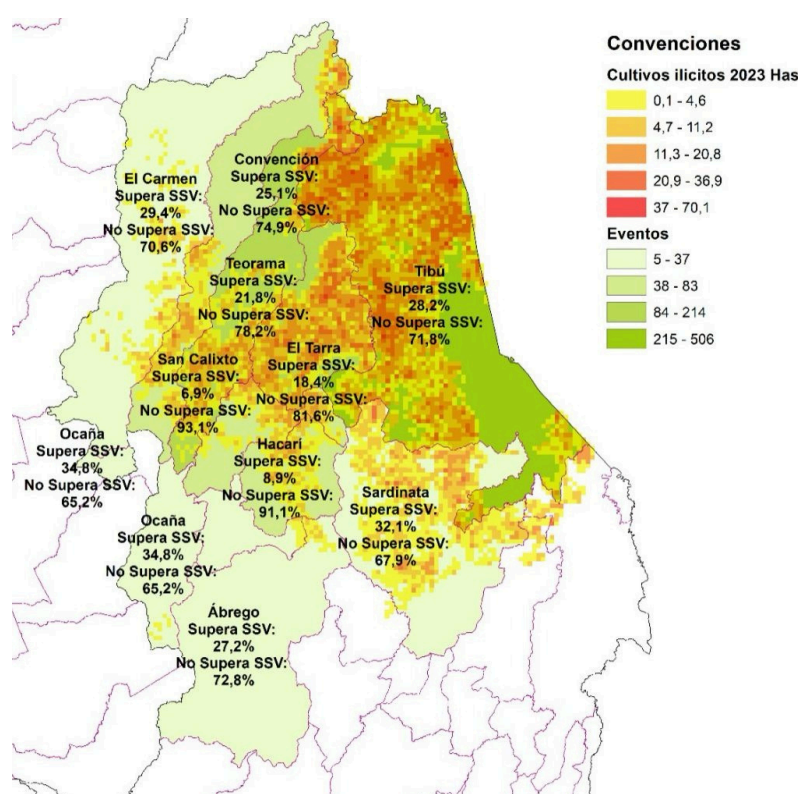 Convenciones
Cultivos ilicitos 2023 Has
0,1 - 4,6
4,7 - 11,2
11,3 - 20,8
20,9 - 36,9
37 - 70,1
Eventos
5 - 37
38 - 83
84 - 214
215 - 506
Convención
Supera SSV:
25,1%
No Supera SSV:
74,9%
El Carmen
Supera SSV:
29,4%
No Supera SSV:
70,6%
Teorama
Supera SSV:
21,8%
No Supera SSV:
78,2%
Tibú
Supera SSV:
28,2%
No Supera SSV:
71,8%
San Calixto
Supera SSV:
6,9%
No Supera SSV:
93,1%
El Tarra
Supera SSV:
18,4%
No Supera SSV:
81,6%
Ocaña
Supera SSV:
34,8%
No Supera SSV:
65,2%
Hacarí
Supera SSV:
8,9%
No Supera SSV:
91,1%
Sardinata
Supera SSV:
32,1%
No Supera SSV:
67,9%
Ocaña
Supera SSV:
34,8%
No Supera SSV:
65,2%
Ábrego
Supera SSV:
27,2%
No Supera SSV:
72,8%